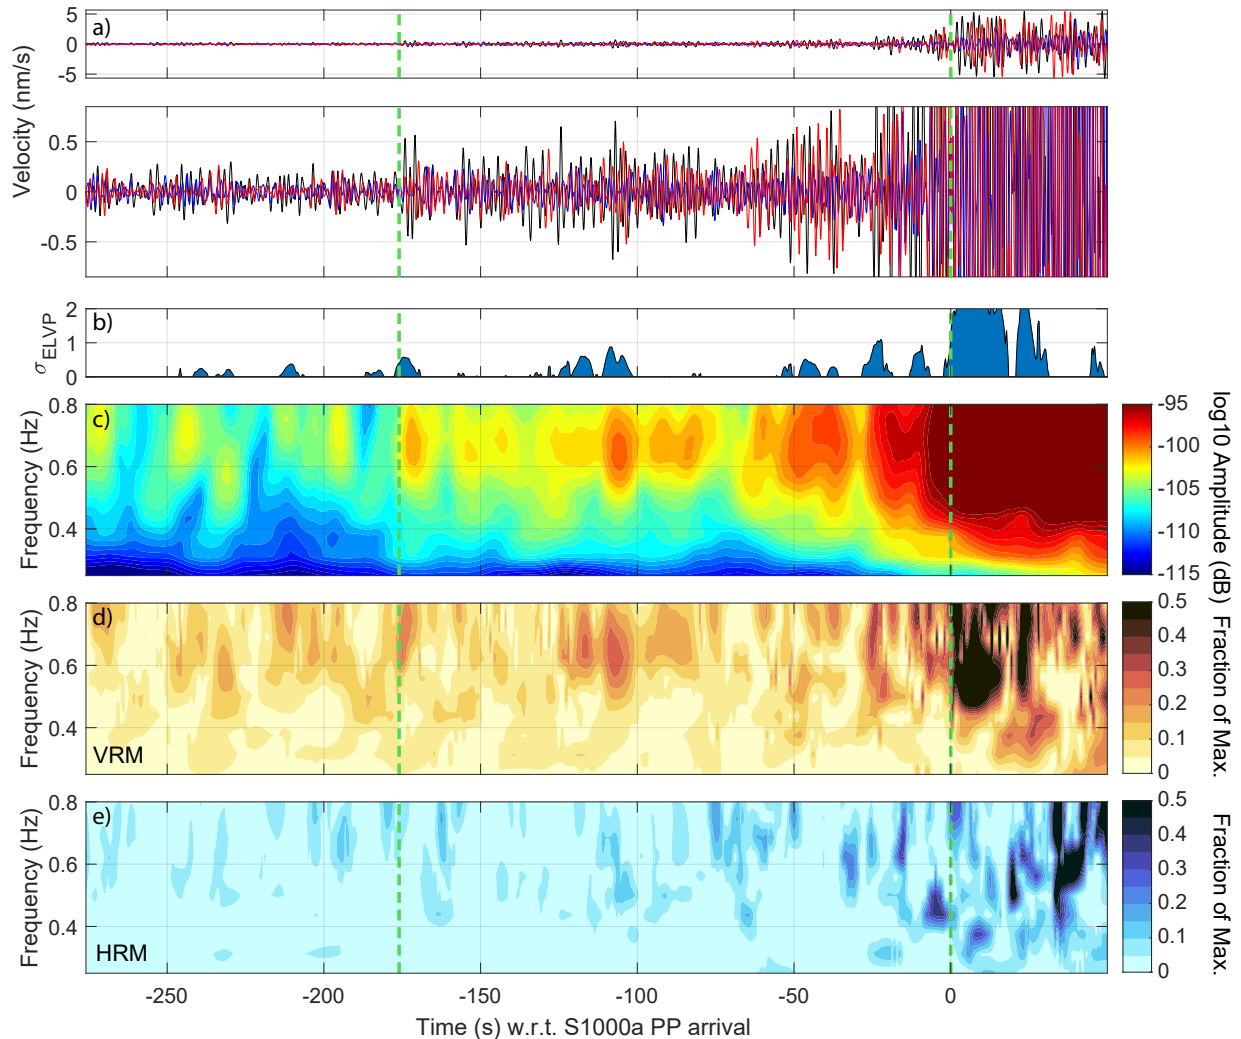 a)
5
0
-5
Velocity (nm/s)
0.5
0
-0.5
b)
2
1
0
σELVP
c)
0.8
0.6
0.4
Frequency (Hz)
-95
-100
-105
-110
-115
log10 Amplitude (dB)
d)
0.8
0.6
0.4
Frequency (Hz)
VRM
0.5
0.4
0.3
0.2
0.1
0
Fraction of Max.
e)
0.8
0.6
0.4
Frequency (Hz)
HRM
0.5
0.4
0.3
0.2
0.1
0
Fraction of Max.
-250 -200 -150 -100 -50 0
Time (s) w.r.t. S1000a PP arrival